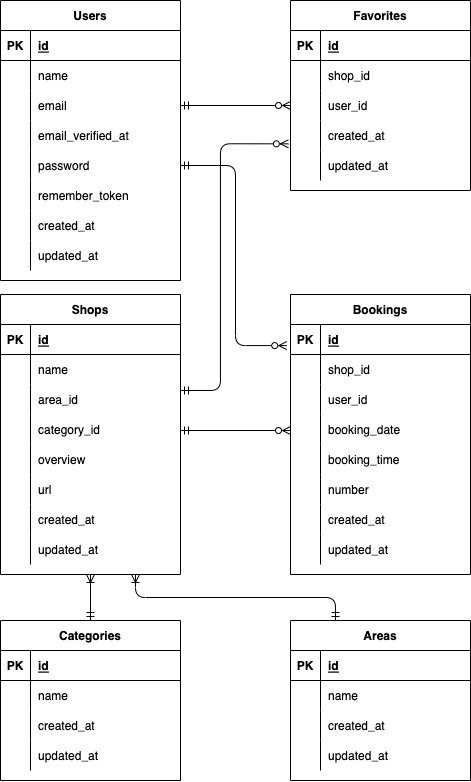 Users
PK id
name
email
email_verified_at
password
remember_token
created_at
updated_at
Favorites
PK id
shop_id
user_id
created_at
updated_at
Shops
PK id
name
area_id
category_id
overview
url
created_at
updated_at
Bookings
PK id
shop_id
user_id
booking_date
booking_time
number
created_at
updated_at
Categories
PK id
name
created_at
updated_at
Areas
PK id
name
created_at
updated_at